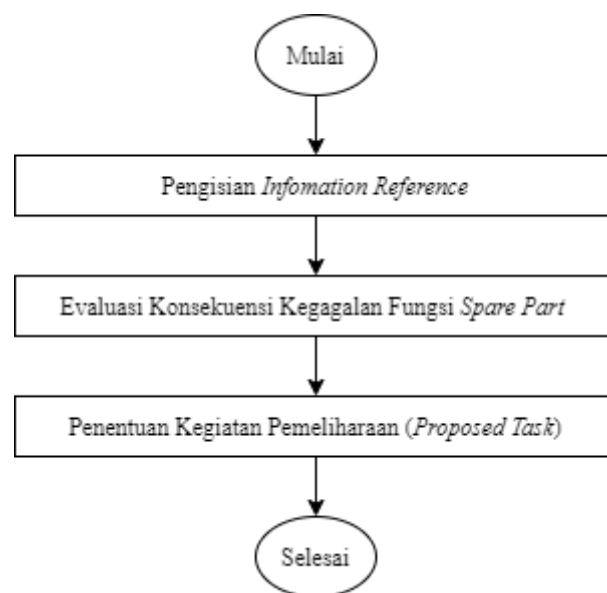 Mulai
Pengisian Infomation Reference
Evaluasi Konsekuensi Kegagalan Fungsi Spare Part
Penentuan Kegiatan Pemeliharaan (Proposed Task)
Selesai